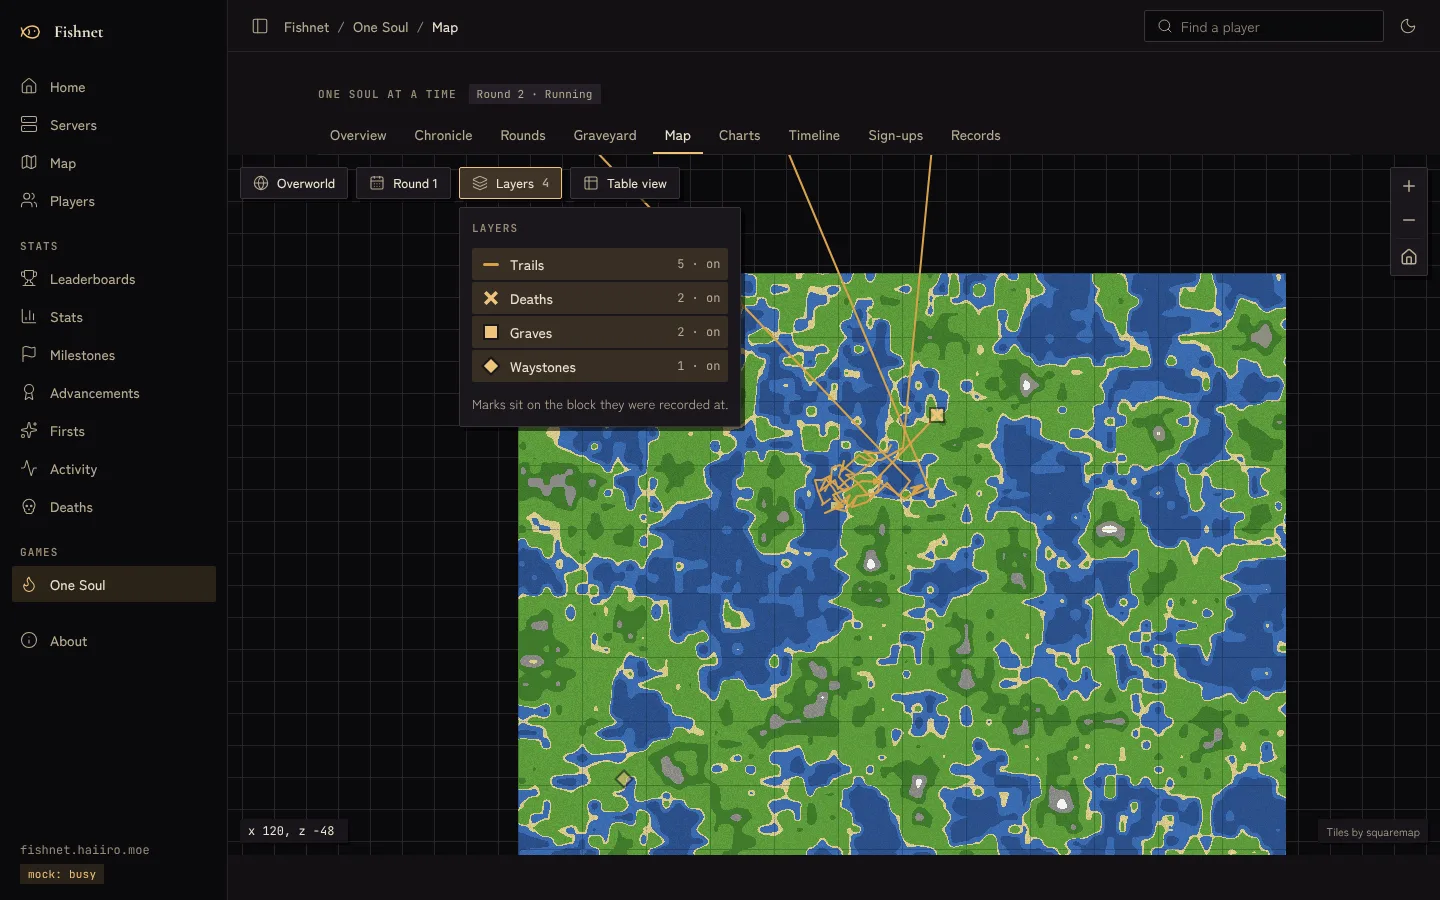 Fishnet
Fishnet / One Soul / Map
Find a player
Home
Servers
Map
Players
STATS
Leaderboards
Stats
Milestones
Advancements
Firsts
Activity
Deaths
GAMES
One Soul
About
fishnet.haiiro.moe
mock: busy
ONE SOUL AT A TIME Round 2 · Running
Overview Chronicle Rounds Graveyard Map Charts Timeline Sign-ups Records
Overworld Round 1 Layers 4 Table view
LAYERS
Trails 5 · on
Deaths 2 · on
Graves 2 · on
Waystones 1 · on
Marks sit on the block they were recorded at.
x 120, z -48
Tiles by squaremap